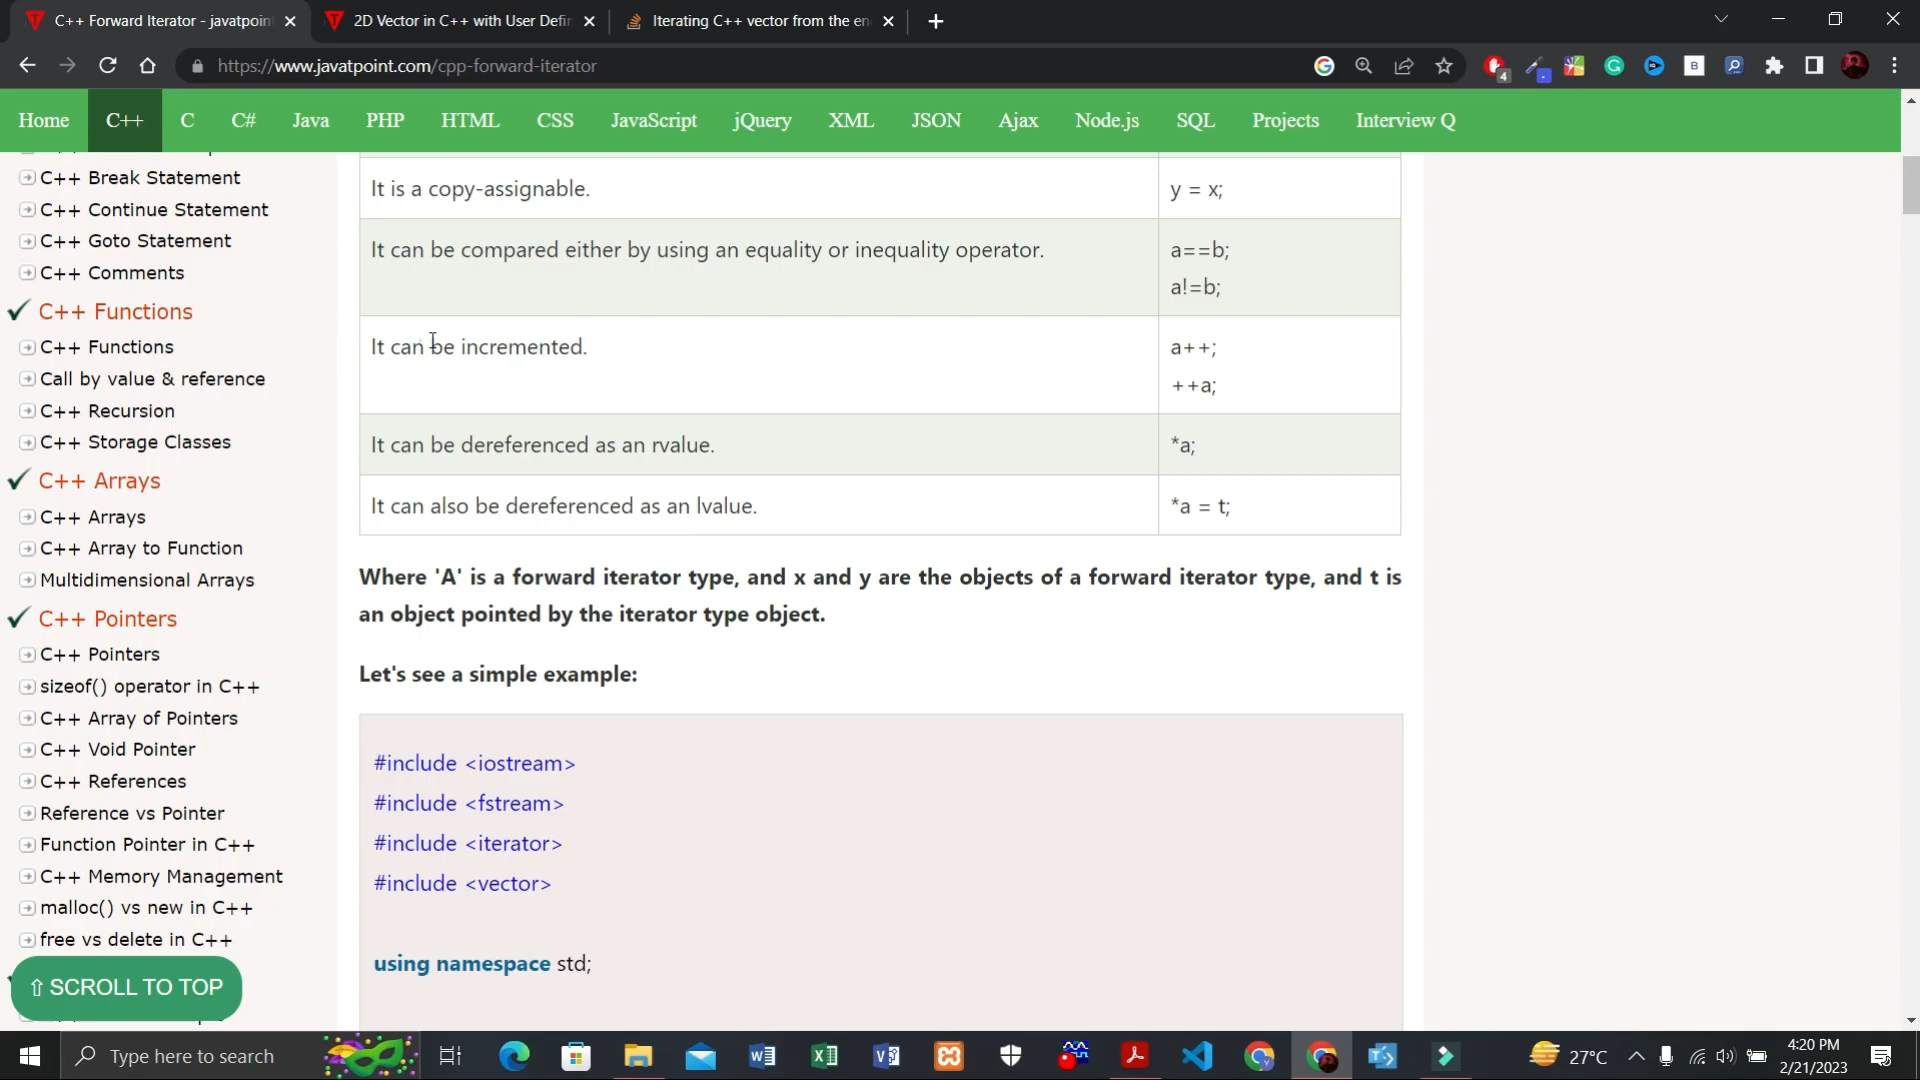 C++ Forward Iterator - javatpoint
2D Vector in C++ with User Defin
Iterating C++ vector from the en
https://www.javatpoint.com/cpp-forward-iterator
4
B
Home C++ C C# Java PHP HTML CSS JavaScript jQuery XML JSON Ajax Node.js SQL Projects Interview Q
C++ Break Statement
C++ Continue Statement
C++ Goto Statement
C++ Comments
C++ Functions
C++ Functions
Call by value & reference
C++ Recursion
C++ Storage Classes
C++ Arrays
C++ Arrays
C++ Array to Function
Multidimensional Arrays
C++ Pointers
C++ Pointers
sizeof() operator in C++
C++ Array of Pointers
C++ Void Pointer
C++ References
Reference vs Pointer
Function Pointer in C++
C++ Memory Management
malloc() vs new in C++
free vs delete in C++
⇧ SCROLL TO TOP
It is a copy-assignable. y = x;
It can be compared either by using an equality or inequality operator. a==b;
a!=b;
It can be incremented. a++;
++a;
It can be dereferenced as an rvalue. *a;
It can also be dereferenced as an lvalue. *a = t;
Where 'A' is a forward iterator type, and x and y are the objects of a forward iterator type, and t is
an object pointed by the iterator type object.
Let's see a simple example:
#include <iostream>
#include <fstream>
#include <iterator>
#include <vector>
using namespace std;
Type here to search
27°C
4:20 PM
2/21/2023